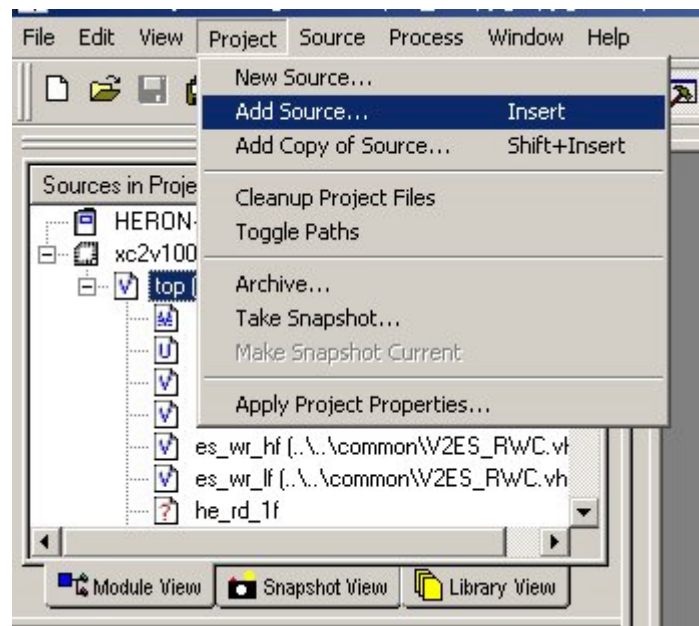 File Edit View Project Source Process Window Help
New Source...
Add Source... Insert
Add Copy of Source... Shift+Insert
Cleanup Project Files
Toggle Paths
Archive...
Take Snapshot...
Make Snapshot Current
Apply Project Properties...
Sources in Proje
HERON-
xc2v100
top (
es_wr_hf (..\..\common\V2ES_RWC.vh
es_wr_lf (..\..\common\V2ES_RWC.vh
he_rd_1f
Module View Snapshot View Library View